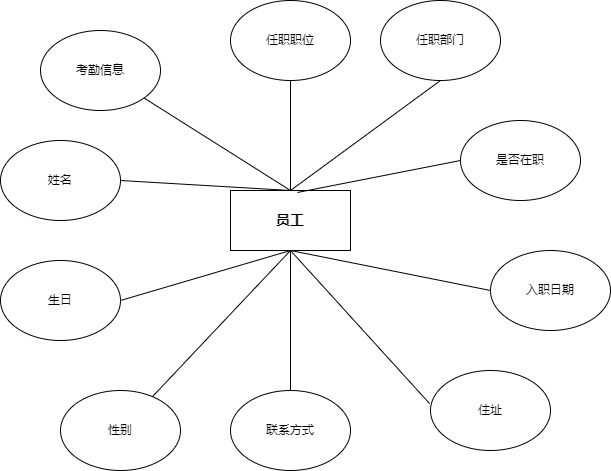 任职职位
任职部门
考勤信息
是否在职
姓名
员工
入职日期
生日
住址
性别
联系方式